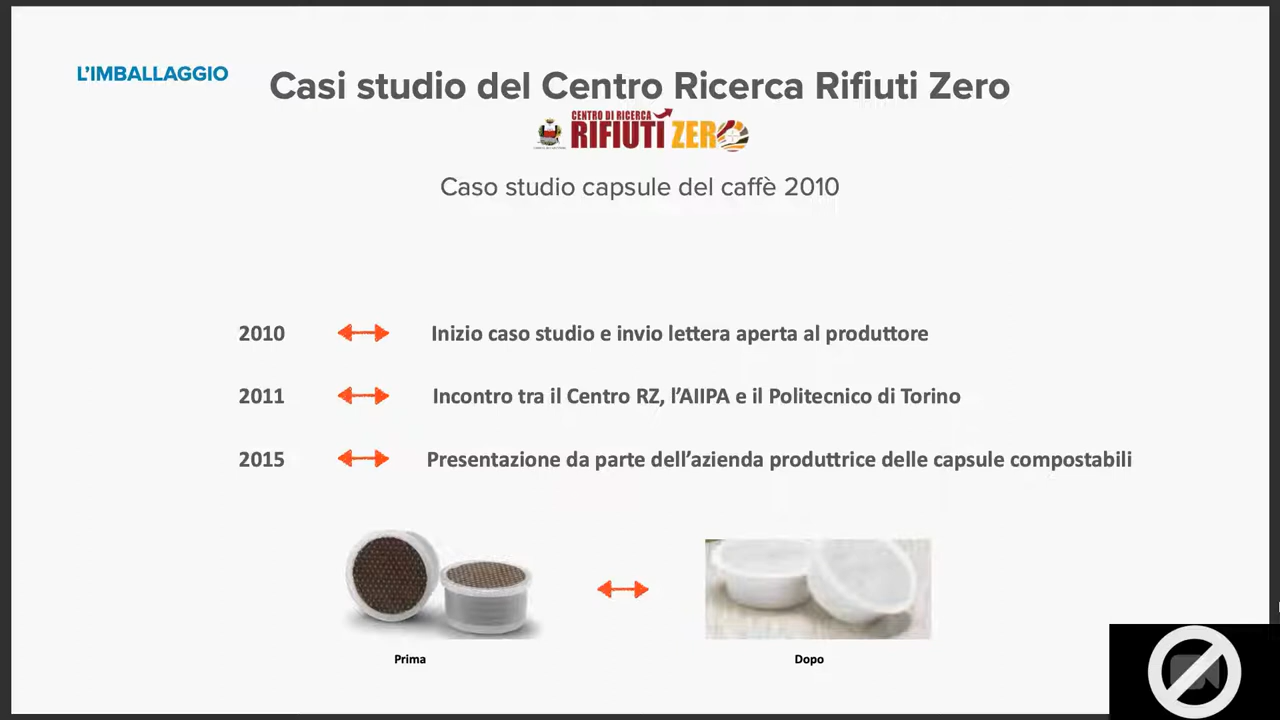 L'IMBALLAGGIO
Casi studio del Centro Ricerca Rifiuti Zero
CENTRO DI RICERCA
RIFIUTI ZERO
Caso studio capsule del caffè 2010
2010 Inizio caso studio e invio lettera aperta al produttore
2011 Incontro tra il Centro RZ, l'AIIPA e il Politecnico di Torino
2015 Presentazione da parte dell'azienda produttrice delle capsule compostabili
Prima
Dopo